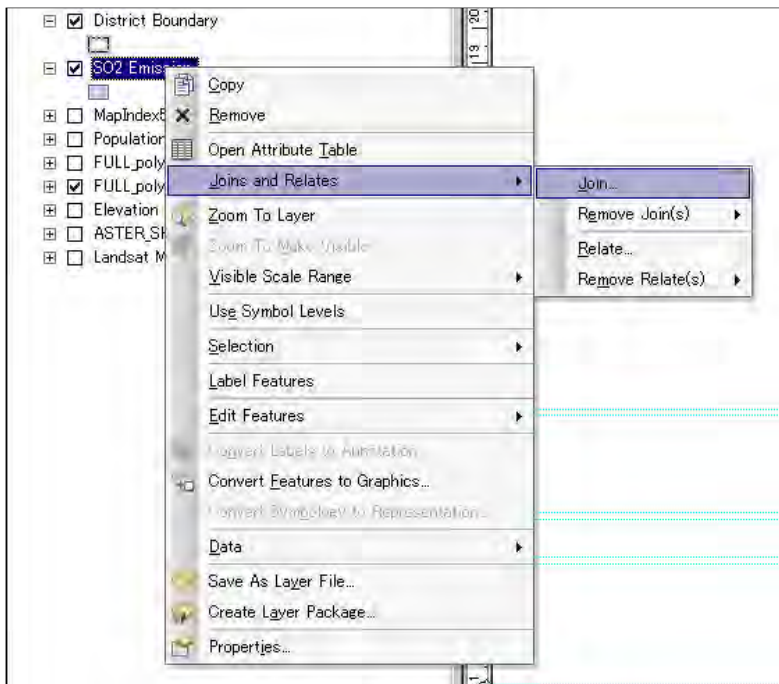 District Boundary
SO2
Copy
MapIndex
Remove
Population
Open Attribute Table
FULL_poly
Joins and Relates
Join...
FULL_poly
Elevation
Zoom To Layer
Remove Join(s)
Zoom To Make Visible
Relate...
Landsat M
Visible Scale Range
Remove Relate(s)
Use Symbol Levels
Selection
Label Features
Edit Features
Convert Labels to Annotation...
Convert Features to Graphics...
Convert Symbology to Representation...
Data
Save As Layer File...
Create Layer Package...
Properties...
20
19